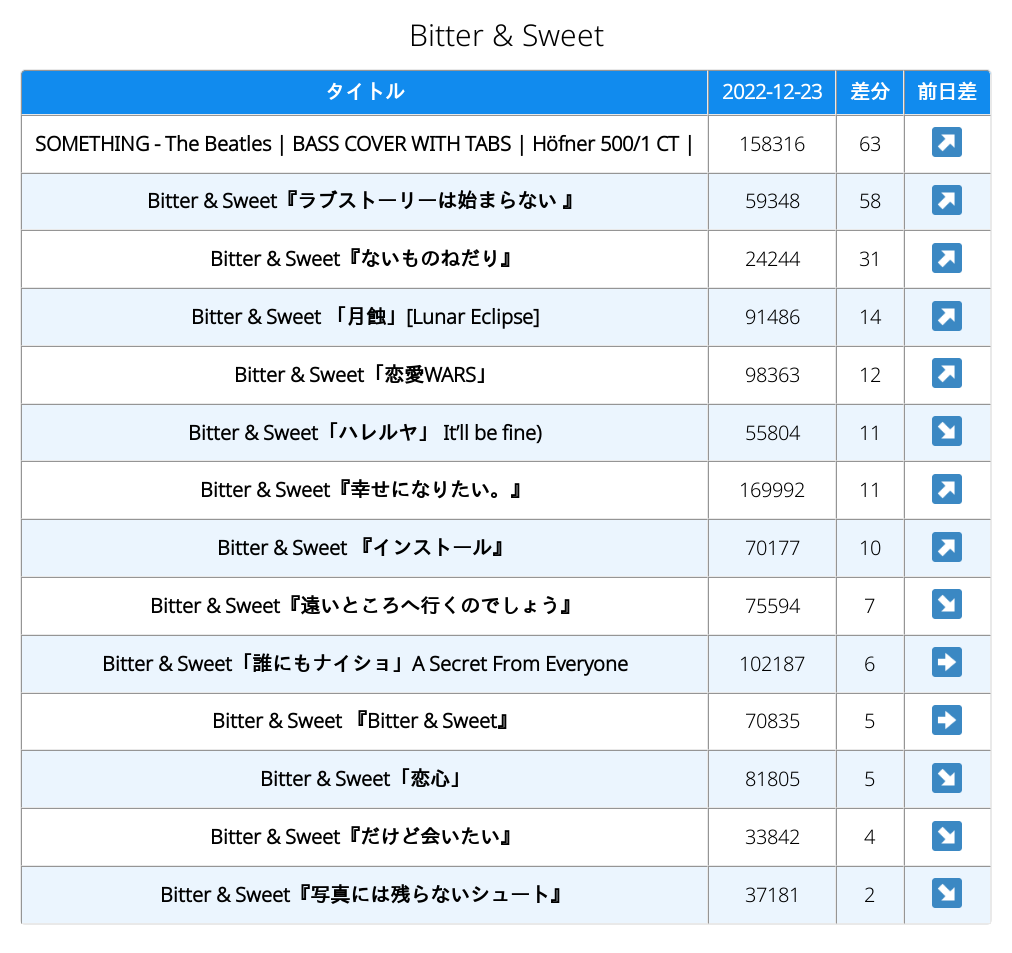 Bitter & Sweet
タイトル 2022-12-23 差分 前日差
SOMETHING - The Beatles | BASS COVER WITH TABS | Höfner 500/1 CT | 158316 63
Bitter & Sweet『ラブストーリーは始まらない 』 59348 58
Bitter & Sweet『ないものねだり』 24244 31
Bitter & Sweet 「月蝕」[Lunar Eclipse] 91486 14
Bitter & Sweet「恋愛WARS」 98363 12
Bitter & Sweet「ハレルヤ」 It’ll be fine) 55804 11
Bitter & Sweet『幸せになりたい。』 169992 11
Bitter & Sweet 『インストール』 70177 10
Bitter & Sweet『遠いところへ行くのでしょう』 75594 7
Bitter & Sweet「誰にもナイショ」A Secret From Everyone 102187 6
Bitter & Sweet 『Bitter & Sweet』 70835 5
Bitter & Sweet「恋心」 81805 5
Bitter & Sweet『だけど会いたい』 33842 4
Bitter & Sweet『写真には残らないシュート』 37181 2